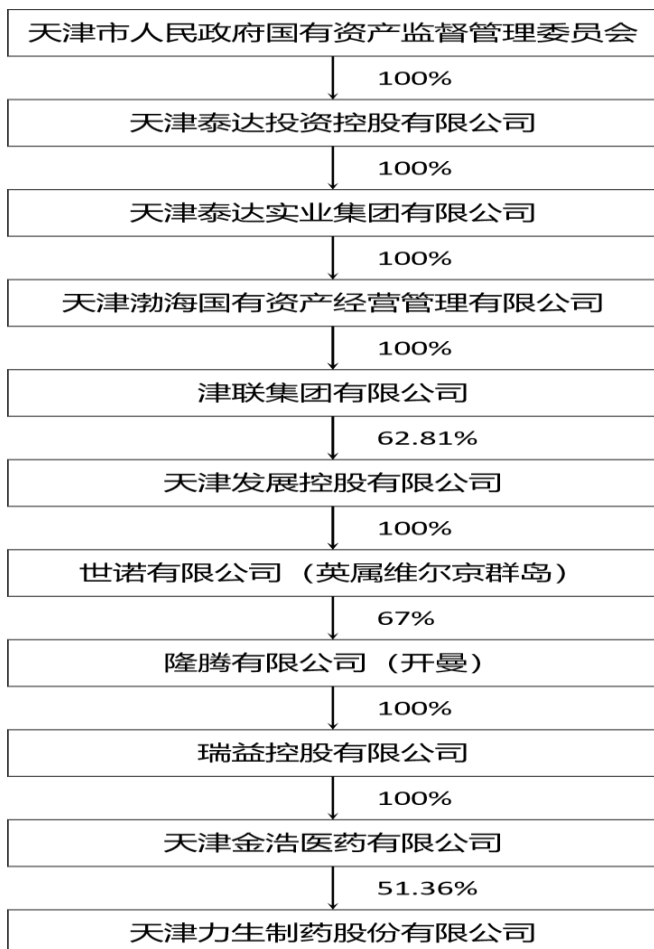 天津市人民政府国有资产监督管理委员会
100%
天津泰达投资控股有限公司
100%
天津泰达实业集团有限公司
100%
天津渤海国有资产经营管理有限公司
100%
津联集团有限公司
62.81%
天津发展控股有限公司
100%
世诺有限公司（英属维尔京群岛）
67%
隆腾有限公司（开曼）
100%
瑞益控股有限公司
100%
天津金浩医药有限公司
51.36%
天津力生制药股份有限公司